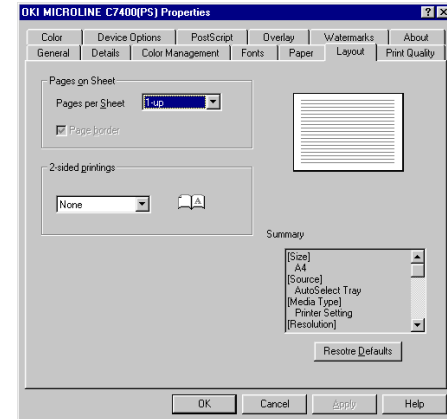 OKI MICROLINE C7400(PS) Properties
Color Device Options PostScript Overlay Watermarks About
General Details Color Management Fonts Paper Layout Print Quality
Pages on Sheet
Pages per Sheet 1-up
Page border
2-sided printings
None
A
Summary
[Size]
A4
[Source]
AutoSelect Tray
[Media Type]
Printer Setting
[Resolution]
Resotre Defaults
OK Cancel Apply Help